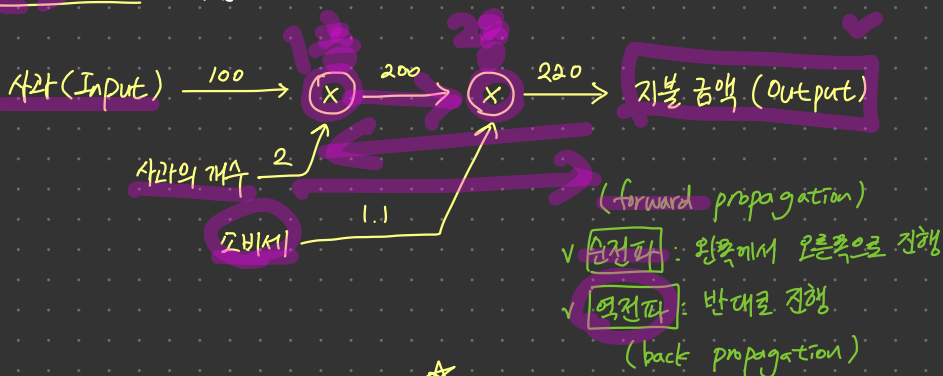 1 2
사과(Input) 100 × 200 × 220 지불 금액 (Output)
사과의 개수 2
소비세 1.1
(forward propagation)
✓ 순전파 : 왼쪽에서 오른쪽으로 진행
✓ 역전파 : 반대로 진행
(back propagation)